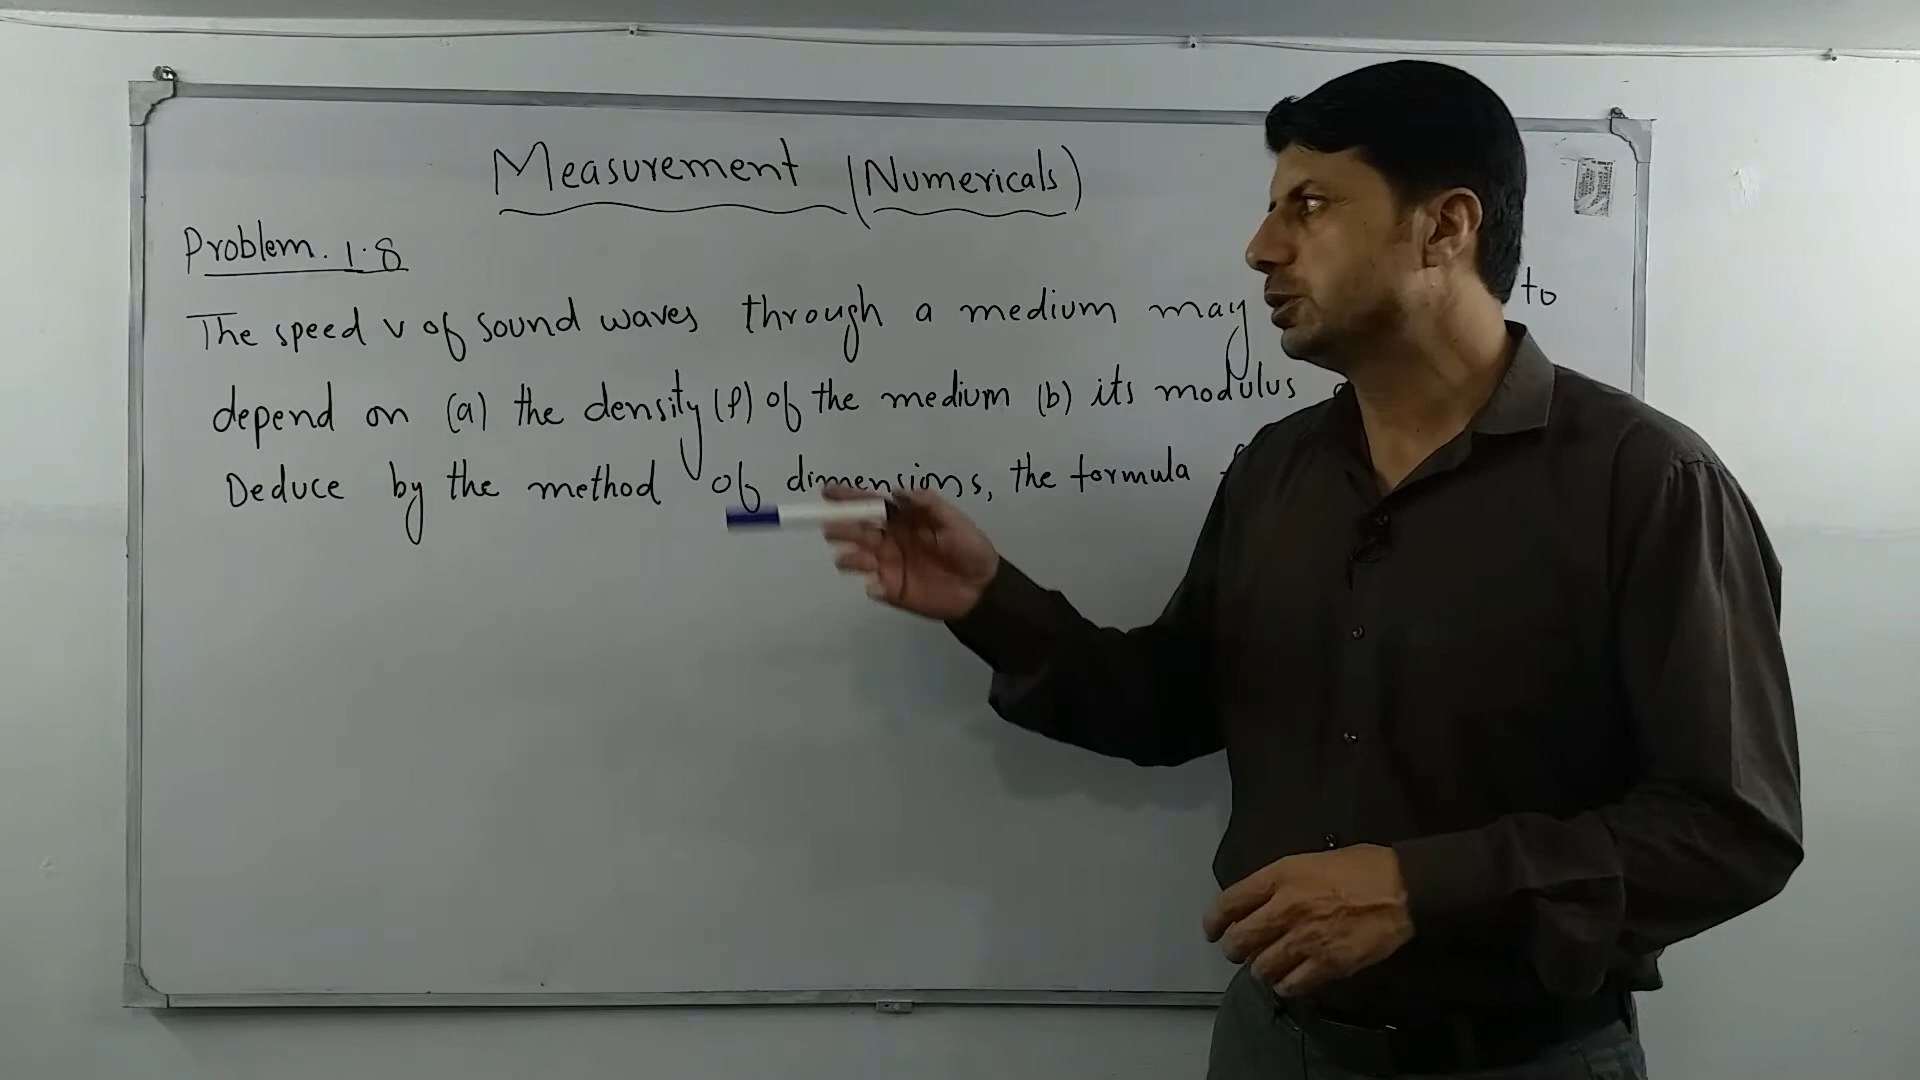 Measurement (Numericals)
Problem. 1.8
The speed v of sound waves through a medium may to
depend on (a) the density (ρ) of the medium (b) its modulus
Deduce by the method of dimensions, the formula